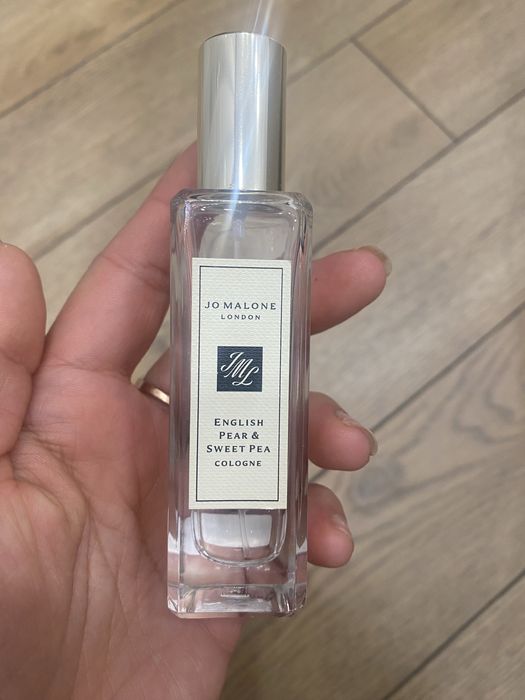 JO MALONE
LONDON
JML
ENGLISH
PEAR &
SWEET PEA
COLOGNE